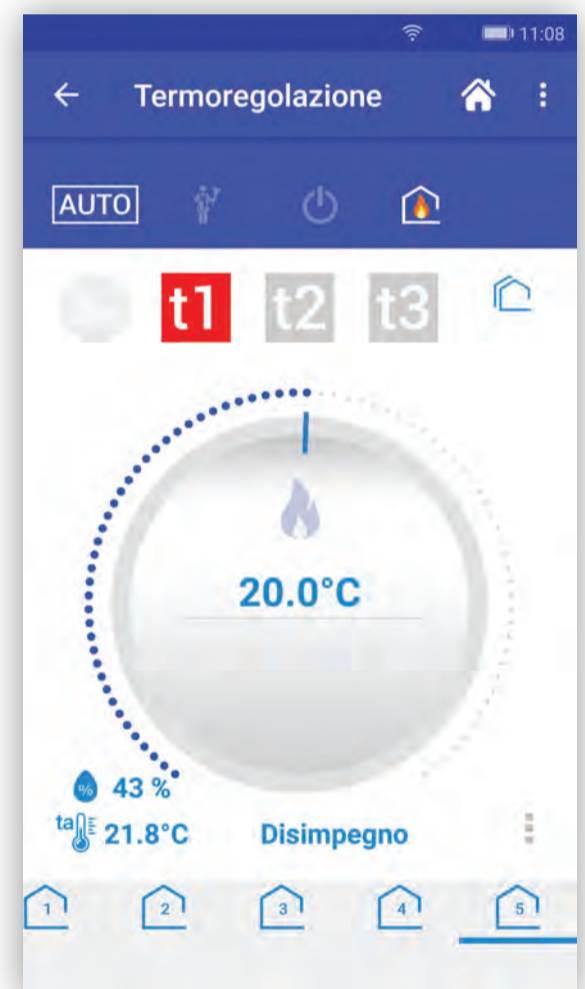 11:08
Termoregolazione
AUTO
t1 t2 t3
20.0°C
% 43 %
ta 21.8°C Disimpegno
1 2 3 4 5